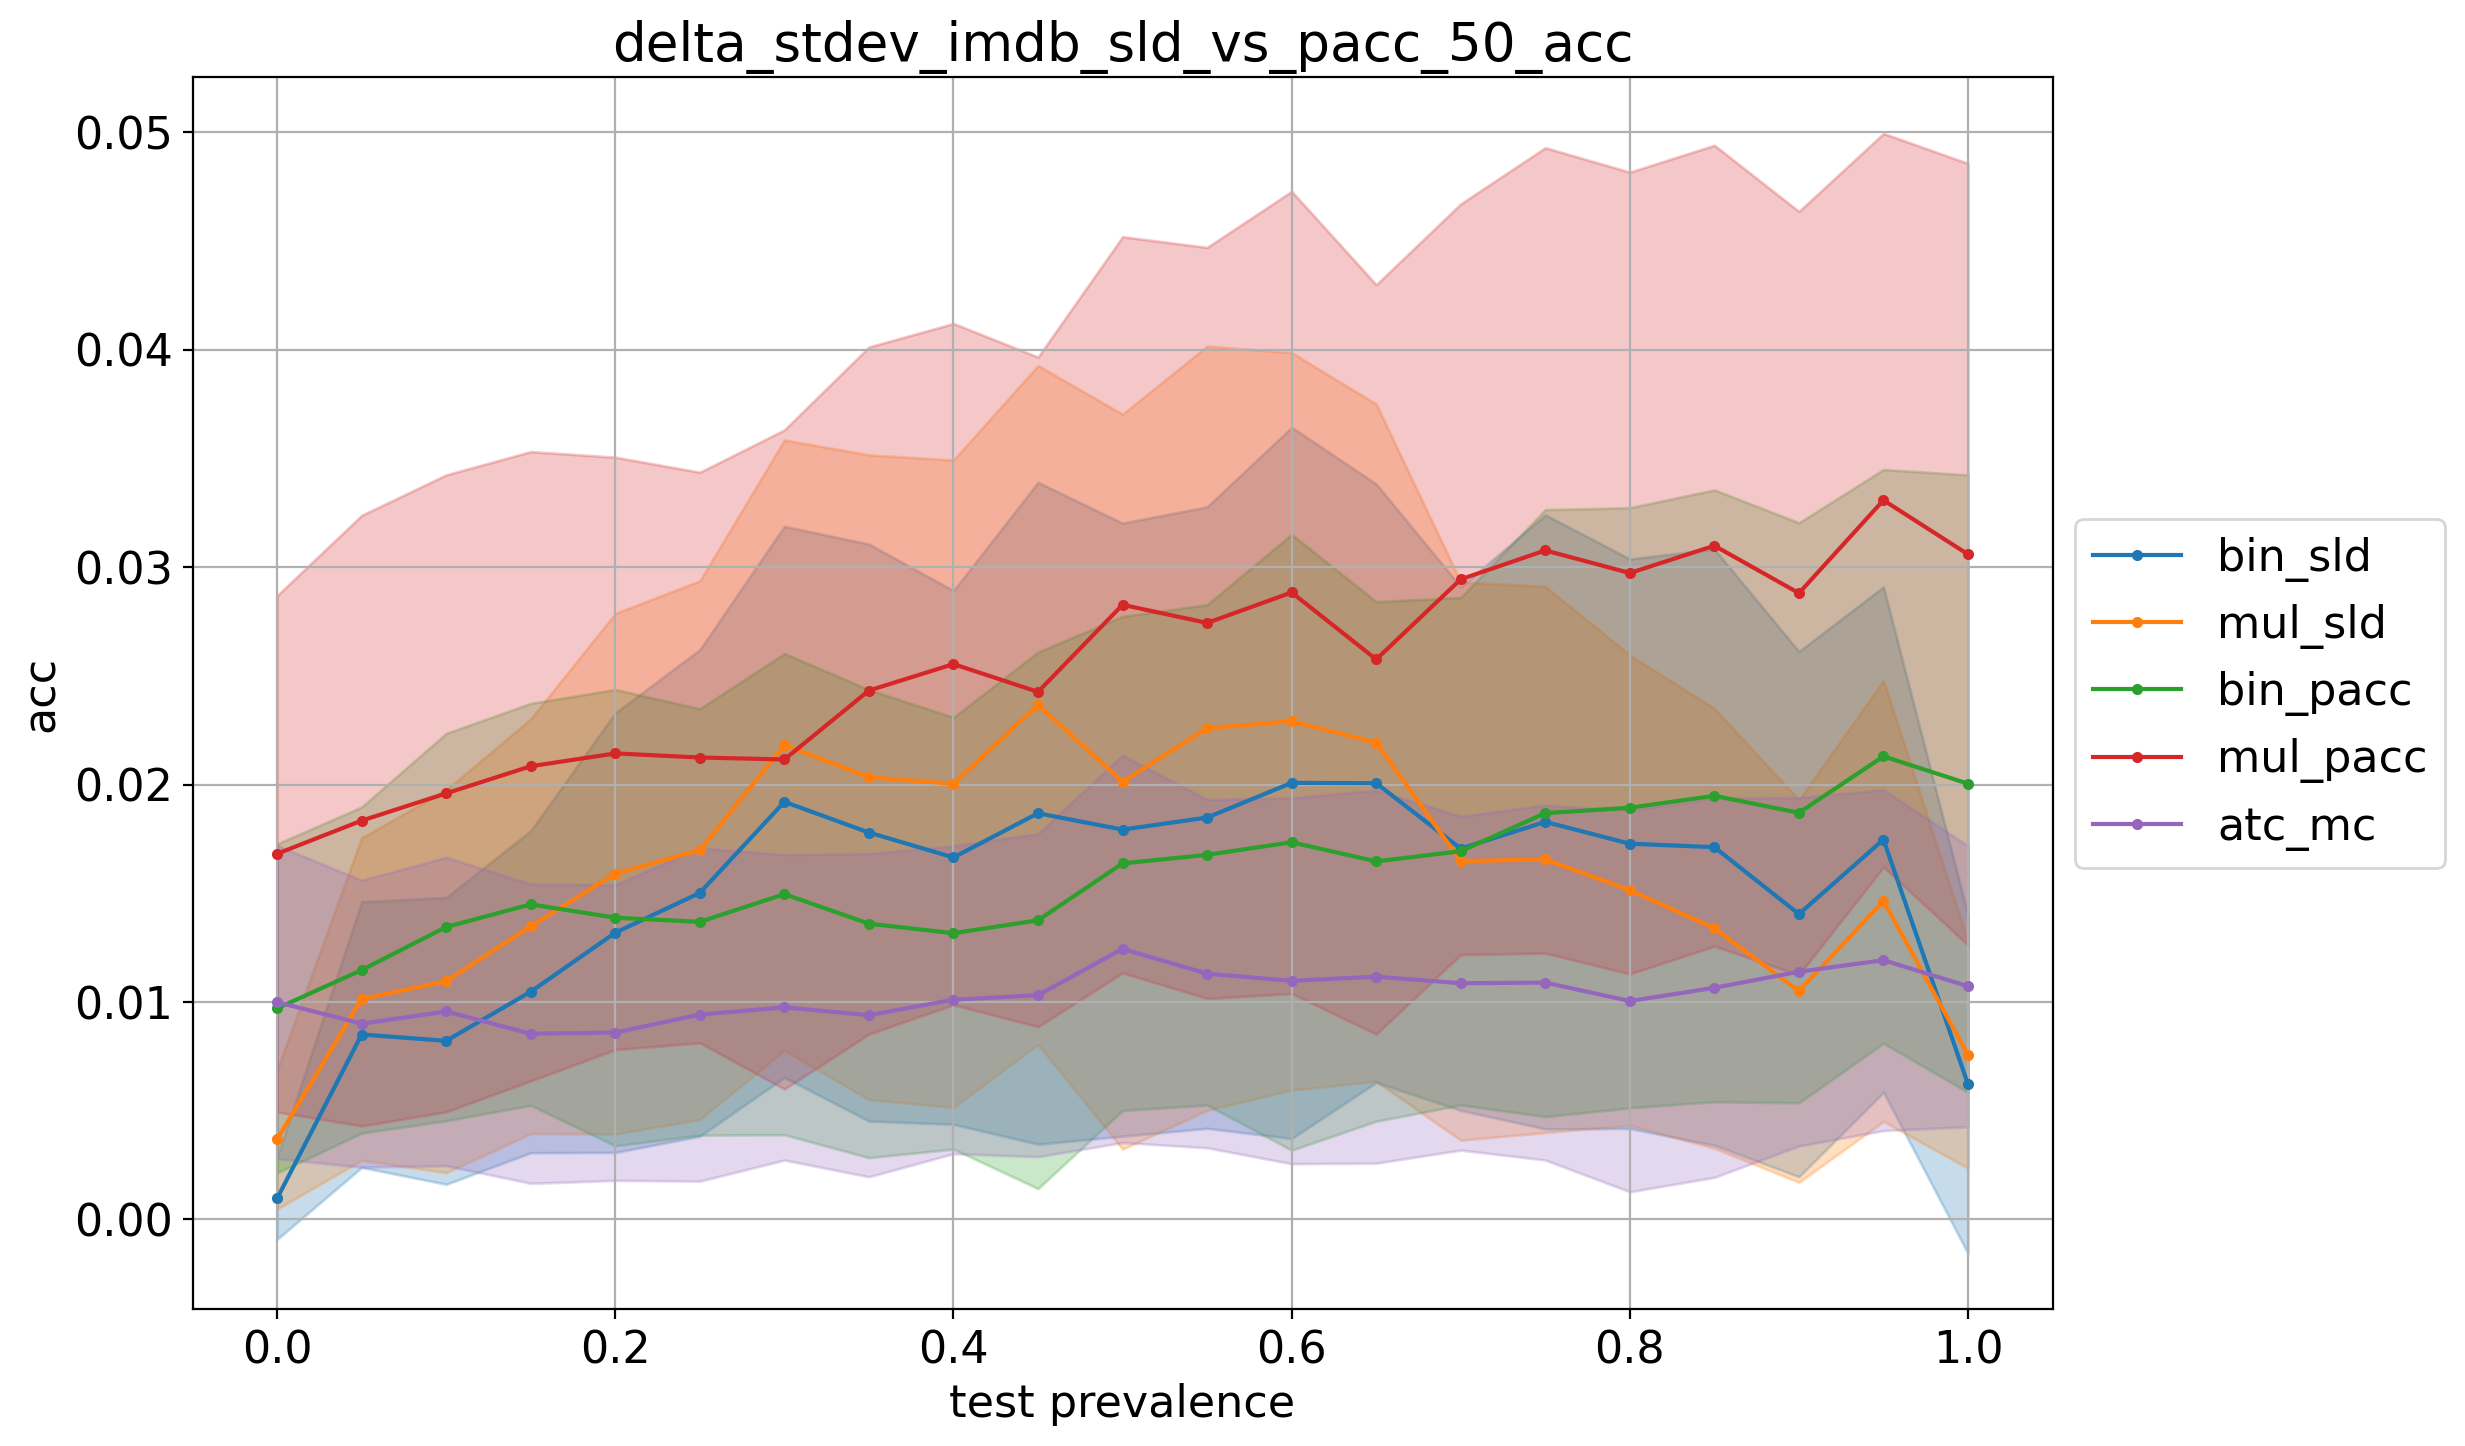 delta_stdev_imdb_sld_vs_pacc_50_acc
0.05
0.04
0.03
0.02
0.01
0.00
acc
0.0 0.2 0.4 0.6 0.8 1.0
test prevalence
bin_sld
mul_sld
bin_pacc
mul_pacc
atc_mc